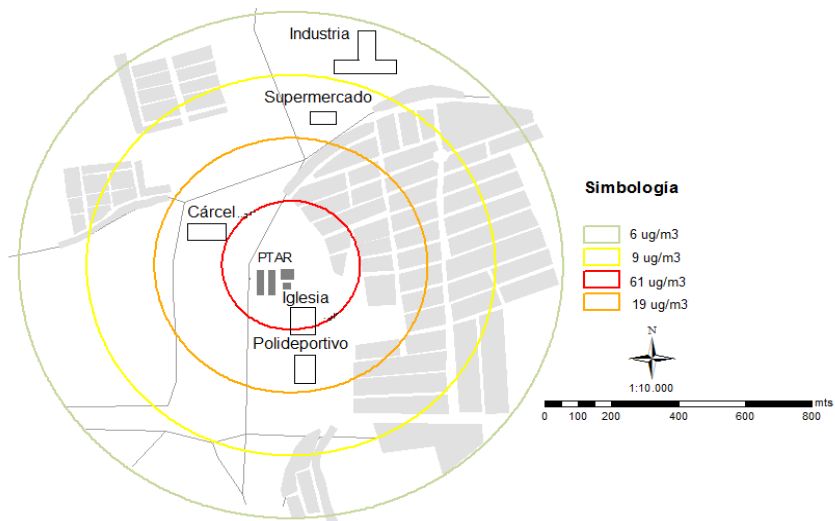 Industria
Supermercado
Cárcel
PTAR
Iglesia
Polideportivo
Simbología
6 ug/m3
9 ug/m3
61 ug/m3
19 ug/m3
N
1:10.000
mts
0 100 200 400 600 800